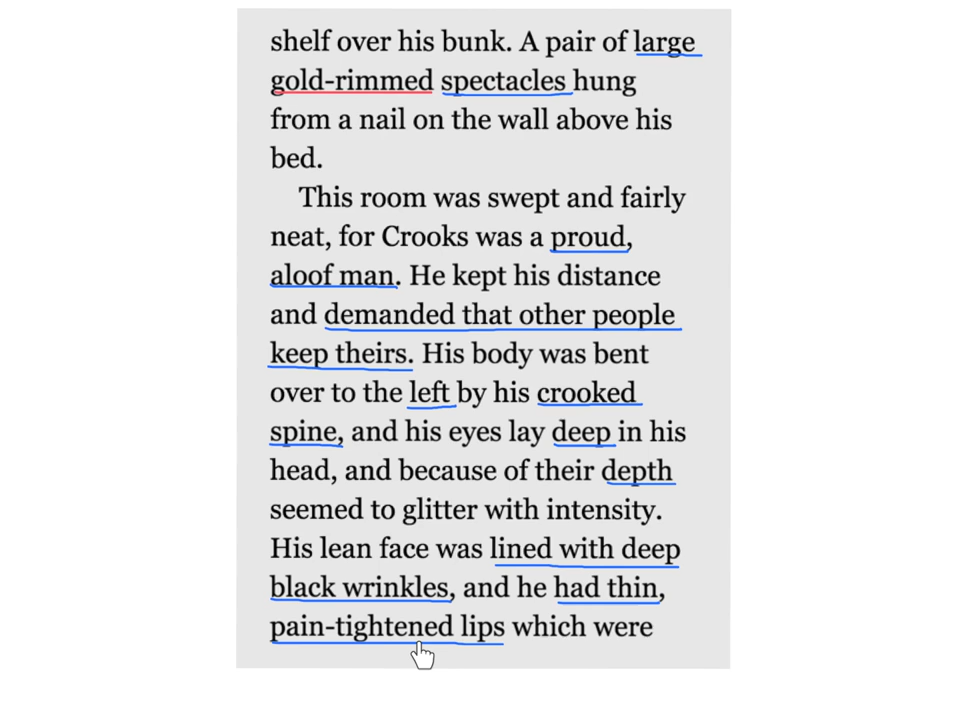 shelf over his bunk. A pair of large
gold-rimmed spectacles hung
from a nail on the wall above his
bed.
This room was swept and fairly
neat, for Crooks was a proud,
aloof man. He kept his distance
and demanded that other people
keep theirs. His body was bent
over to the left by his crooked
spine, and his eyes lay deep in his
head, and because of their depth
seemed to glitter with intensity.
His lean face was lined with deep
black wrinkles, and he had thin,
pain-tightened lips which were